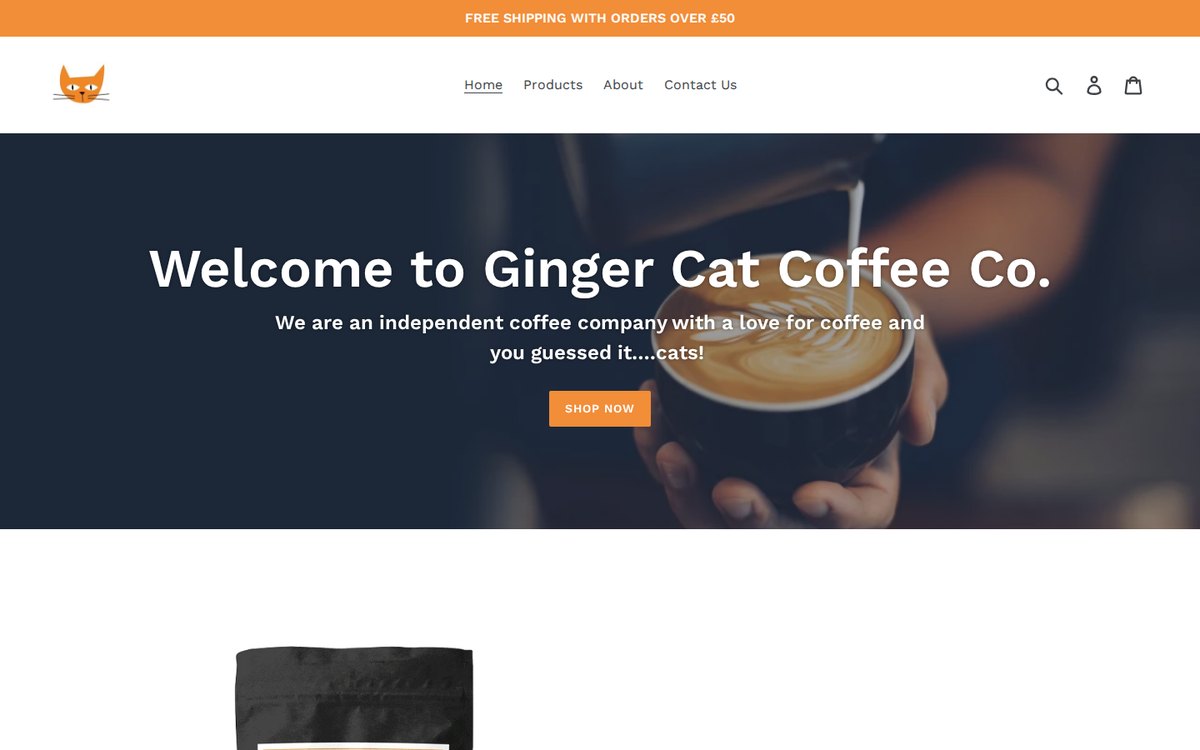 FREE SHIPPING WITH ORDERS OVER £50
Home Products About Contact Us
Welcome to Ginger Cat Coffee Co.
We are an independent coffee company with a love for coffee and
you guessed it....cats!
SHOP NOW